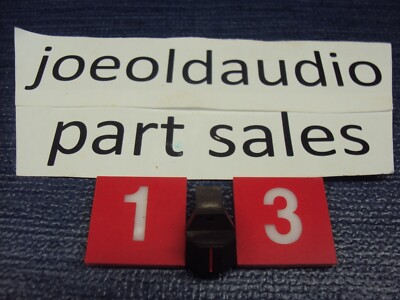 joeoldaudio
part sales
1 3